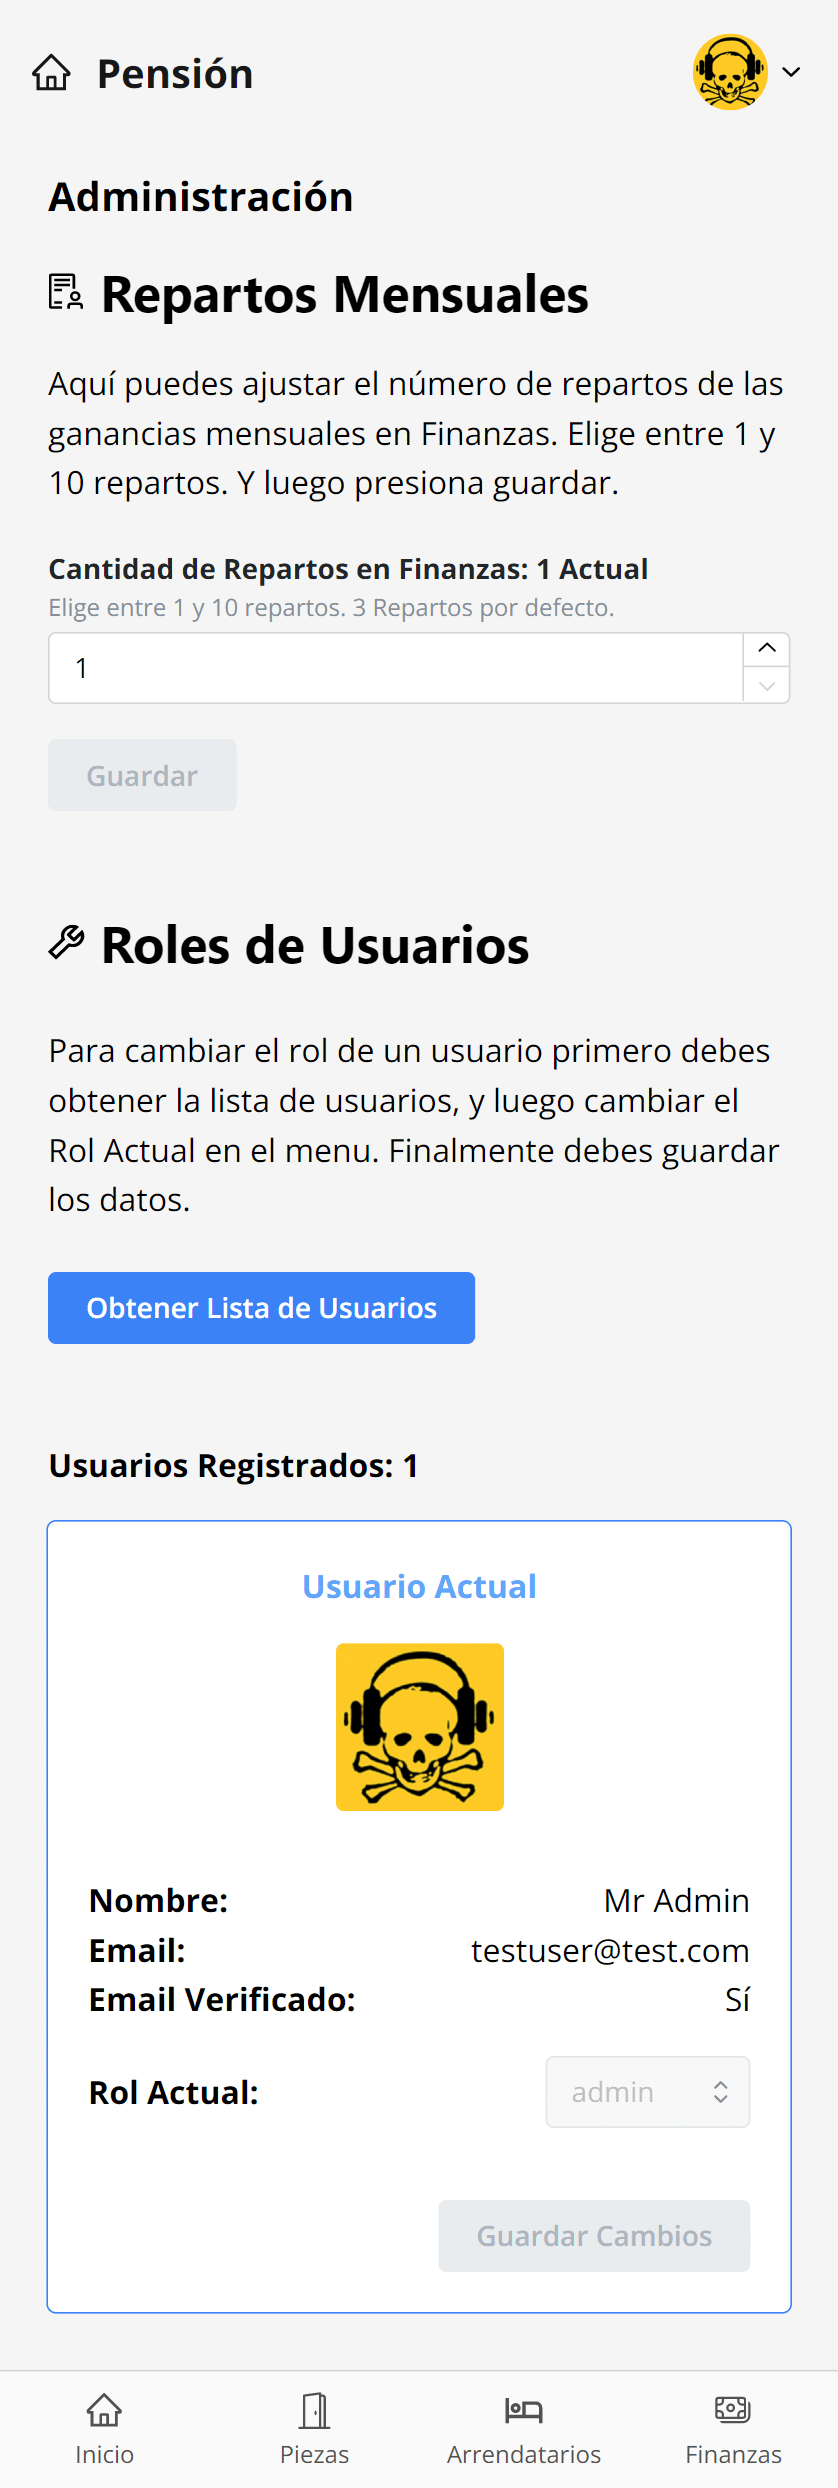 Pensión
Administración
Repartos Mensuales
Aquí puedes ajustar el número de repartos de las
ganancias mensuales en Finanzas. Elige entre 1 y
10 repartos. Y luego presiona guardar.
Cantidad de Repartos en Finanzas: 1 Actual
Elige entre 1 y 10 repartos. 3 Repartos por defecto.
1
Guardar
Roles de Usuarios
Para cambiar el rol de un usuario primero debes
obtener la lista de usuarios, y luego cambiar el
Rol Actual en el menu. Finalmente debes guardar
los datos.
Obtener Lista de Usuarios
Usuarios Registrados: 1
Usuario Actual
Nombre: Mr Admin
Email: testuser@test.com
Email Verificado: Sí
Rol Actual: admin
Guardar Cambios
Inicio Piezas Arrendatarios Finanzas